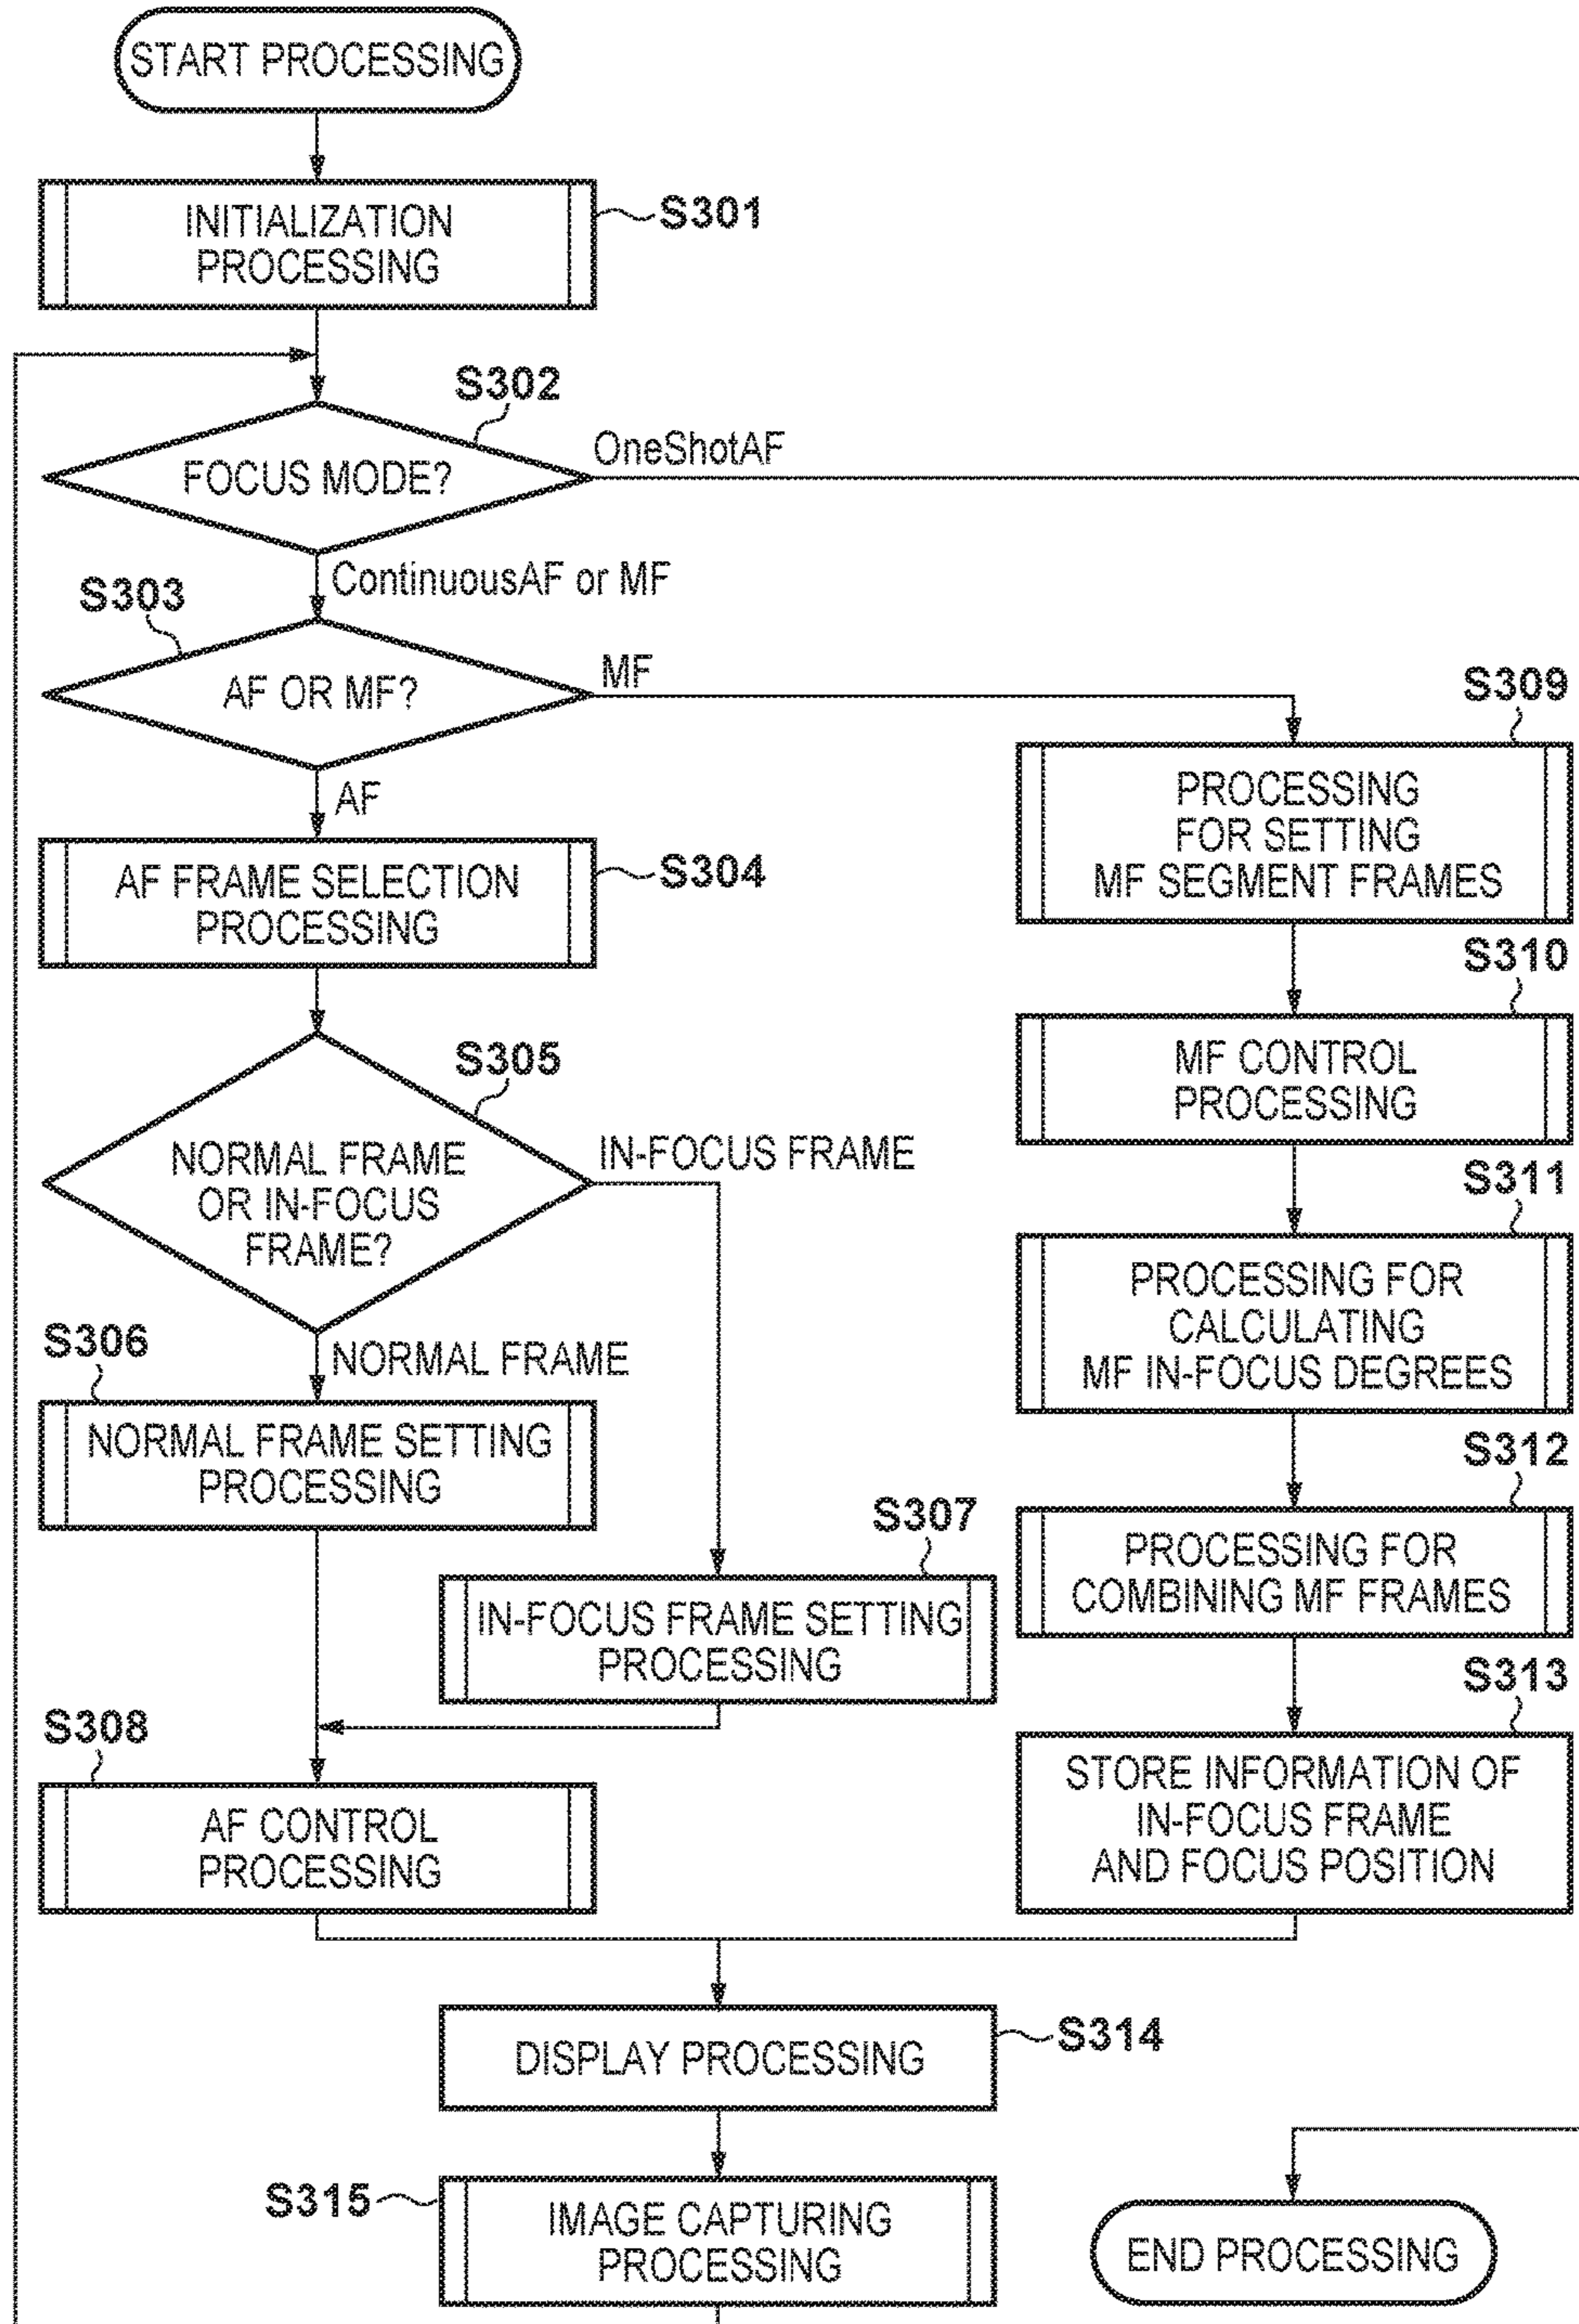 START PROCESSING
INITIALIZATION
PROCESSING
S301
S302
FOCUS MODE?
OneShotAF
ContinuousAF or MF
S303
AF OR MF?
MF
AF
AF FRAME SELECTION
PROCESSING
S304
S305
NORMAL FRAME
OR IN-FOCUS
FRAME?
IN-FOCUS FRAME
NORMAL FRAME
S306
NORMAL FRAME SETTING
PROCESSING
S307
IN-FOCUS FRAME SETTING
PROCESSING
S308
AF CONTROL
PROCESSING
S309
PROCESSING
FOR SETTING
MF SEGMENT FRAMES
S310
MF CONTROL
PROCESSING
S311
PROCESSING FOR
CALCULATING
MF IN-FOCUS DEGREES
S312
PROCESSING FOR
COMBINING MF FRAMES
S313
STORE INFORMATION OF
IN-FOCUS FRAME
AND FOCUS POSITION
DISPLAY PROCESSING
S314
S315
IMAGE CAPTURING
PROCESSING
END PROCESSING